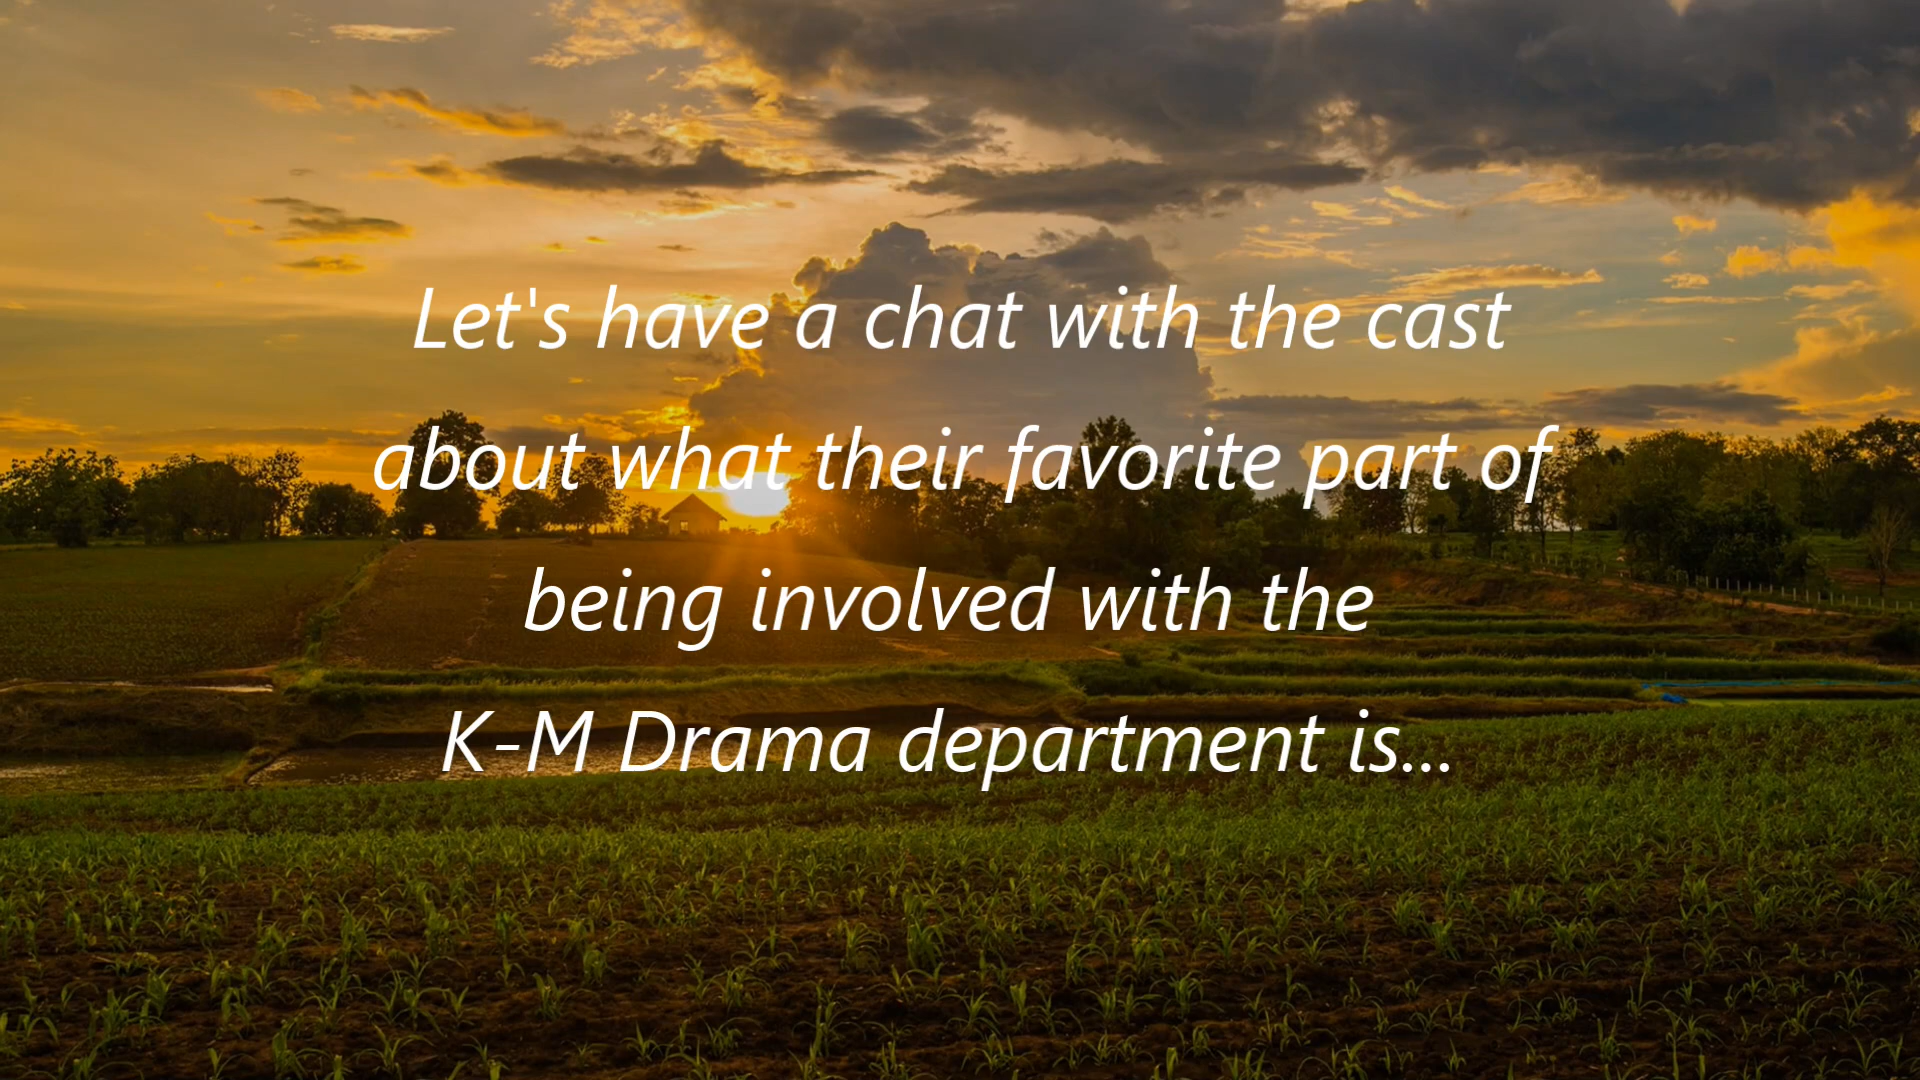 Let's have a chat with the cast
about what their favorite part of
being involved with the
K-M Drama department is...